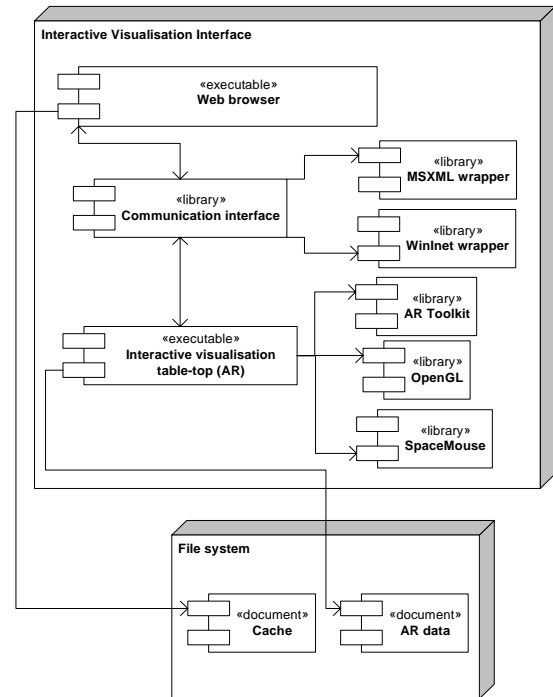 Interactive Visualisation Interface
«executable»
Web browser
«library»
MSXML wrapper
«library»
Communication interface
«library»
WinInet wrapper
«library»
AR Toolkit
«executable»
Interactive visualisation
table-top (AR)
«library»
OpenGL
«library»
SpaceMouse
File system
«document»
Cache
«document»
AR data